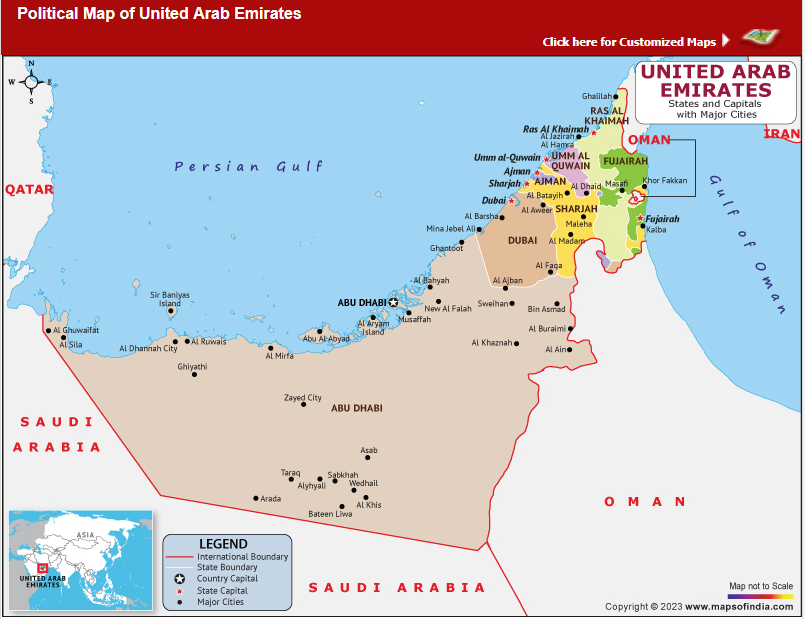 Political Map of United Arab Emirates
Click here for Customized Maps
UNITED ARAB
EMIRATES
States and Capitals
with Major Cities
N
W E
S
QATAR
Persian Gulf
Ghalilah
RAS AL
KHAIMAH
Ras Al Khaimah
Al Jazirah
Al Hamra
OMAN
IRAN
Umm al-Quwain
UMM AL
QUWAIN
FUJAIRAH
Ajman
AJMAN
Sharjah
Al Dhaid
Masafi
Khor Fakkan
Dubai
Al Batayih
Al Aweer
SHARJAH
Fujairah
Kalba
Al Barsha
Maleha
Mina Jebel Ali
Al Madam
Ghantoot
DUBAI
Gulf of Oman
Al Faqa
Al Bahyah
Al Ajban
Sir Baniyas
Island
ABU DHABI
New Al Falah
Sweihan
Bin Asmad
Musaffah
Al Aryam
Island
Al Ghuwaifat
Al Sila
Al Dhannah City
Al Ruwais
Abu Al Abyad
Al Mirfa
Al Buraimi
Al Khaznah
Al Ain
Ghiyathi
Zayed City
ABU DHABI
SAUDI
ARABIA
Asab
Taraq
Alyhyali
Sabkhah
Wedhail
Al Khis
Arada
Bateen Liwa
OMAN
SAUDI ARABIA
ASIA
UNITED ARAB
EMIRATES
LEGEND
International Boundary
State Boundary
Country Capital
State Capital
Major Cities
Map not to Scale
Copyright © 2023 www.mapsofindia.com